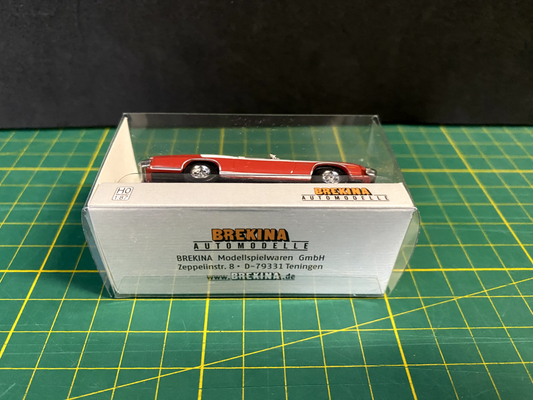 H0
1:87
BREKINA
AUTOMODELLE
BREKINA
AUTOMODELLE
BREKINA Modellspielwaren GmbH
Zeppelinstr. 8 • D-79331 Teningen
www.BREKINA.de